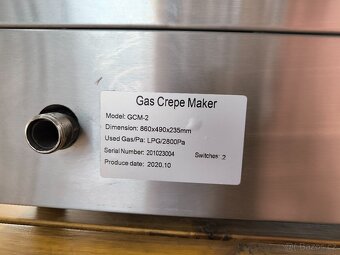 Gas Crepe Maker
Model: GCM-2
Dimension: 860x490x235mm
Used Gas/Pa: LPG/2800Pa
Serial Number: 201023004 Switches: 2
Produce date: 2020.10